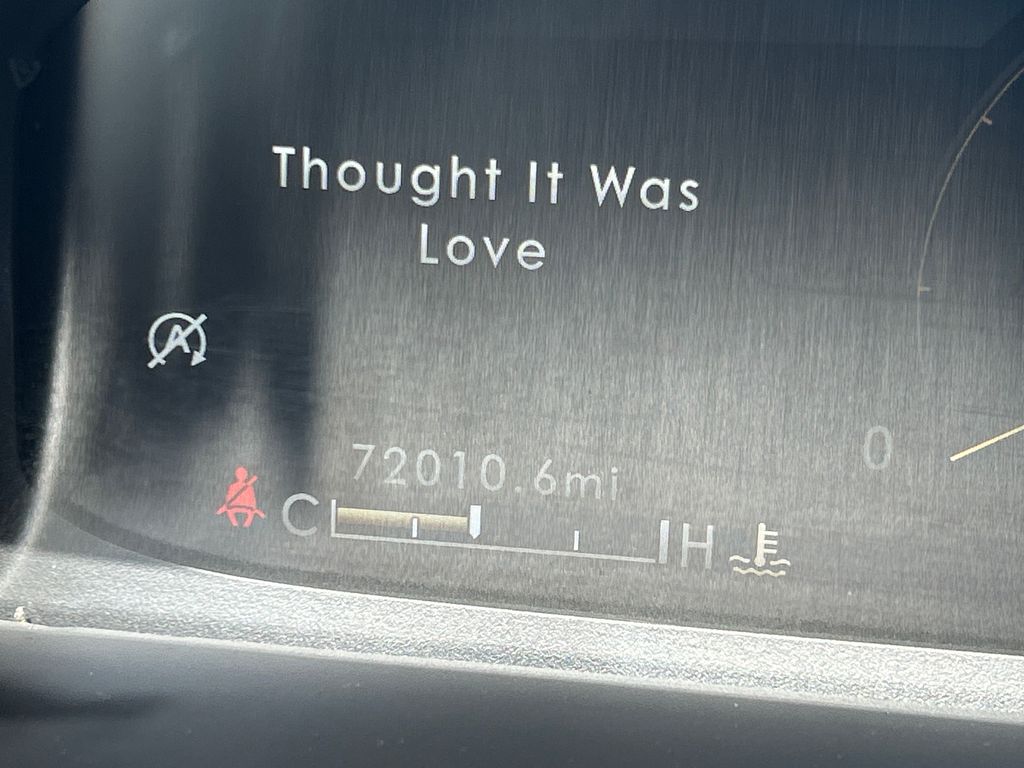 Thought It Was
Love
A
72010.6mi
0
C H